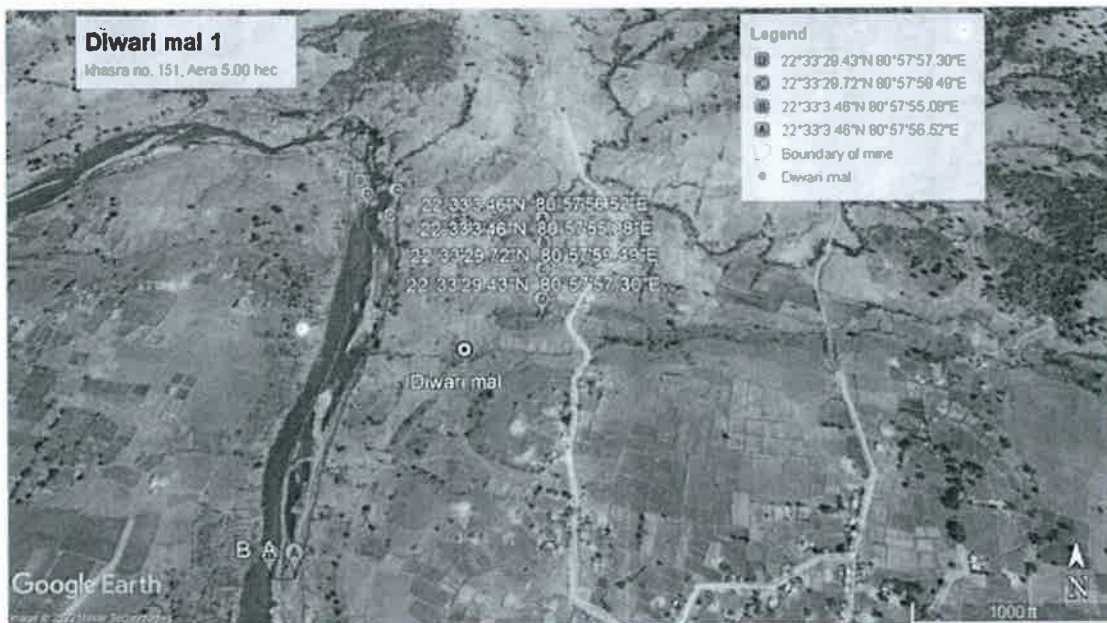 Diwari mal 1
khasra no. 151, Aera 5.00 hec
Legend
D 22°33'29.43"N 80°57'57.30"E
C 22°33'29.72"N 80°57'59.49"E
B 22°33'3.46"N 80°57'55.08"E
A 22°33'3.46"N 80°57'56.52"E
Boundary of mine
Diwari mal
D
C
22°33'3.46"N 80°57'56.52"E
22°33'3.46"N 80°57'55.08"E
22°33'29.72"N 80°57'59.49"E
22°33'29.43"N 80°57'57.30"E
Diwari mal
B A
Google Earth
N
1000 ft